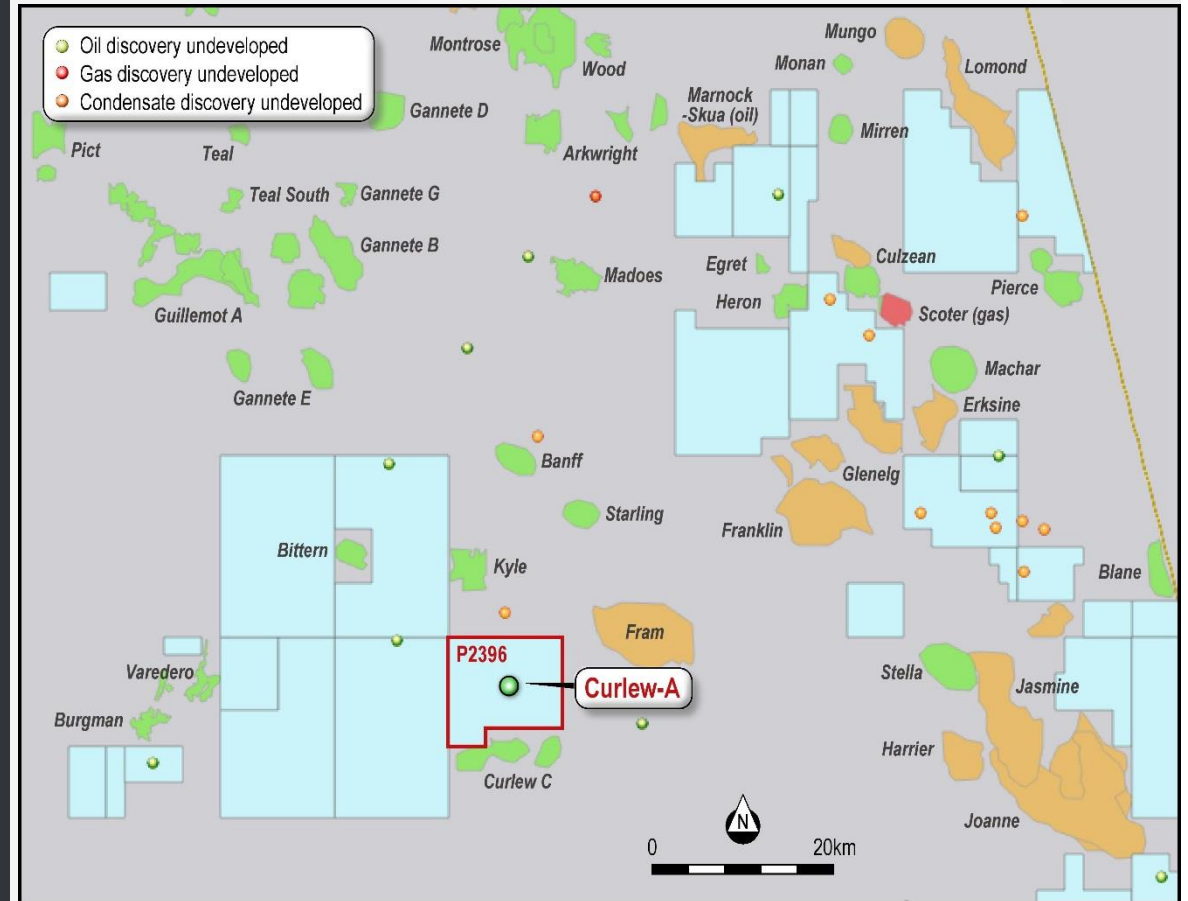 Oil discovery undeveloped
Gas discovery undeveloped
Condensate discovery undeveloped
Montrose
Wood
Mungo
Monan
Lomond
Marnock
-Skua (oil)
Mirren
Gannete D
Pict
Teal
Arkwright
Teal South
Gannete G
Gannete B
Guillemot A
Madoes
Egret
Heron
Culzean
Pierce
Scoter (gas)
Machar
Gannete E
Erksine
Banff
Glenelg
Starling
Franklin
Bittern
Kyle
Blane
Fram
P2396
Curlew-A
Varedero
Burgman
Stella
Jasmine
Harrier
Curlew C
Joanne
N
0
20km